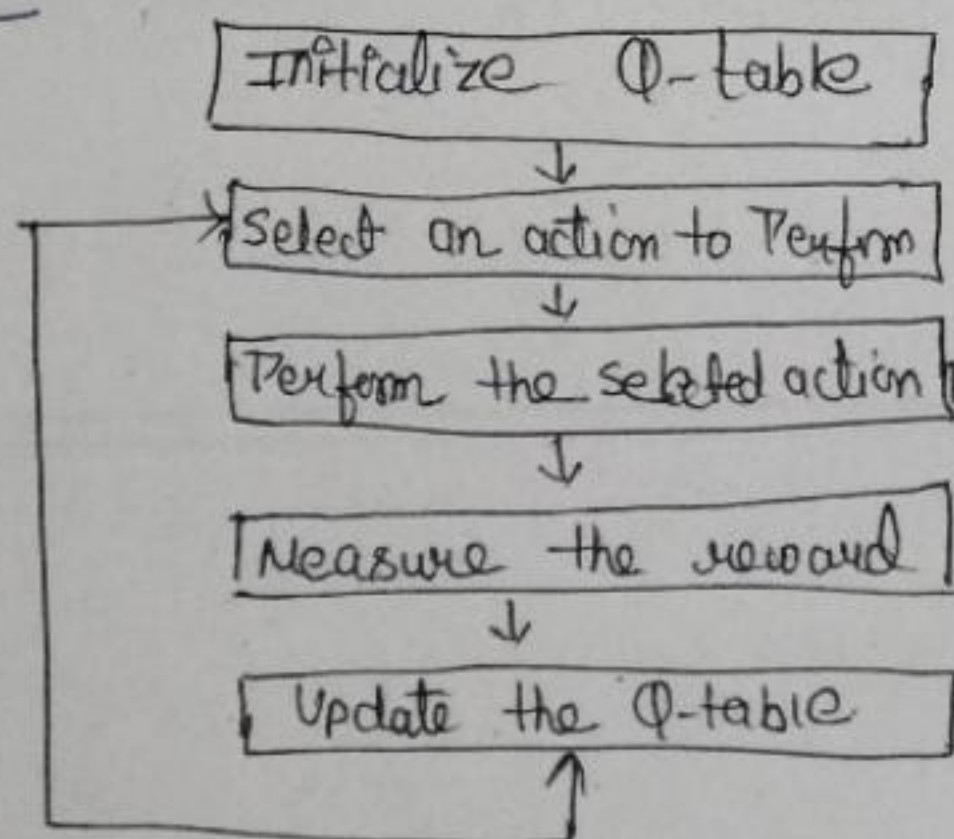 Initialize Q-table
Select an action to Perform
Perform the selected action
Measure the reward
Update the Q-table